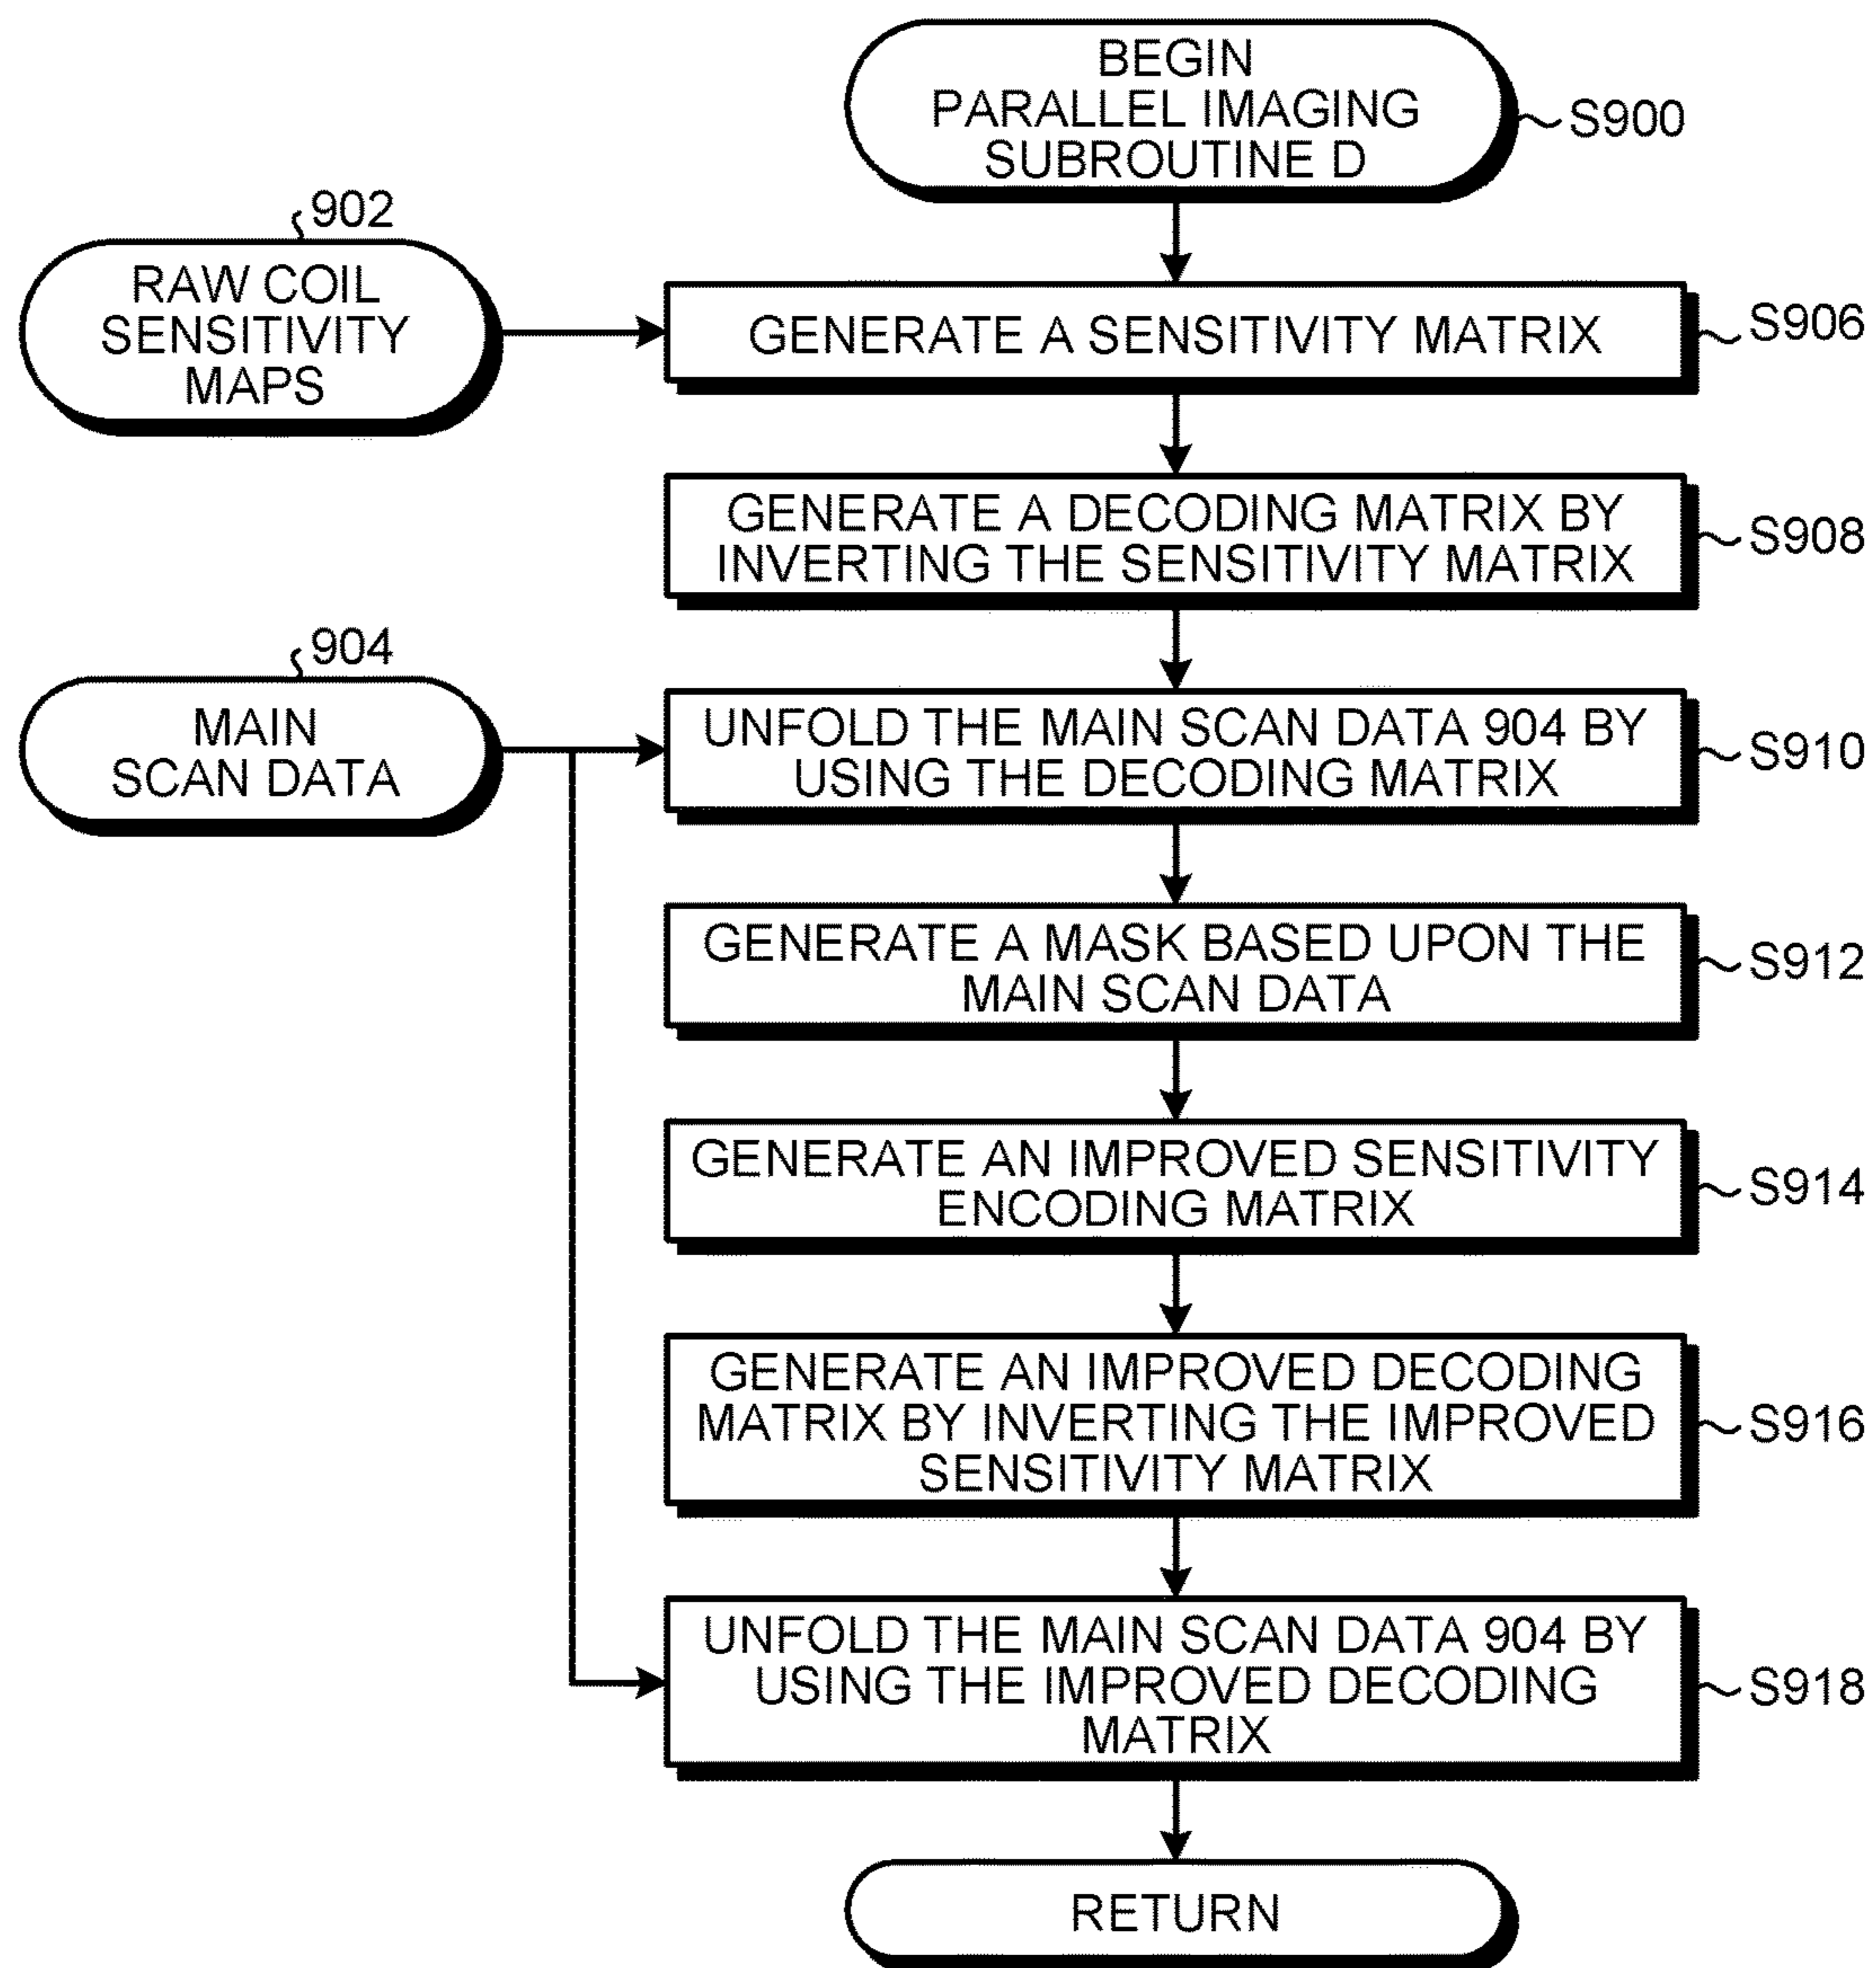 BEGIN
PARALLEL IMAGING
SUBROUTINE D
S900
902
RAW COIL
SENSITIVITY
MAPS
GENERATE A SENSITIVITY MATRIX
S906
GENERATE A DECODING MATRIX BY
INVERTING THE SENSITIVITY MATRIX
S908
904
MAIN
SCAN DATA
UNFOLD THE MAIN SCAN DATA 904 BY
USING THE DECODING MATRIX
S910
GENERATE A MASK BASED UPON THE
MAIN SCAN DATA
S912
GENERATE AN IMPROVED SENSITIVITY
ENCODING MATRIX
S914
GENERATE AN IMPROVED DECODING
MATRIX BY INVERTING THE IMPROVED
SENSITIVITY MATRIX
S916
UNFOLD THE MAIN SCAN DATA 904 BY
USING THE IMPROVED DECODING
MATRIX
S918
RETURN